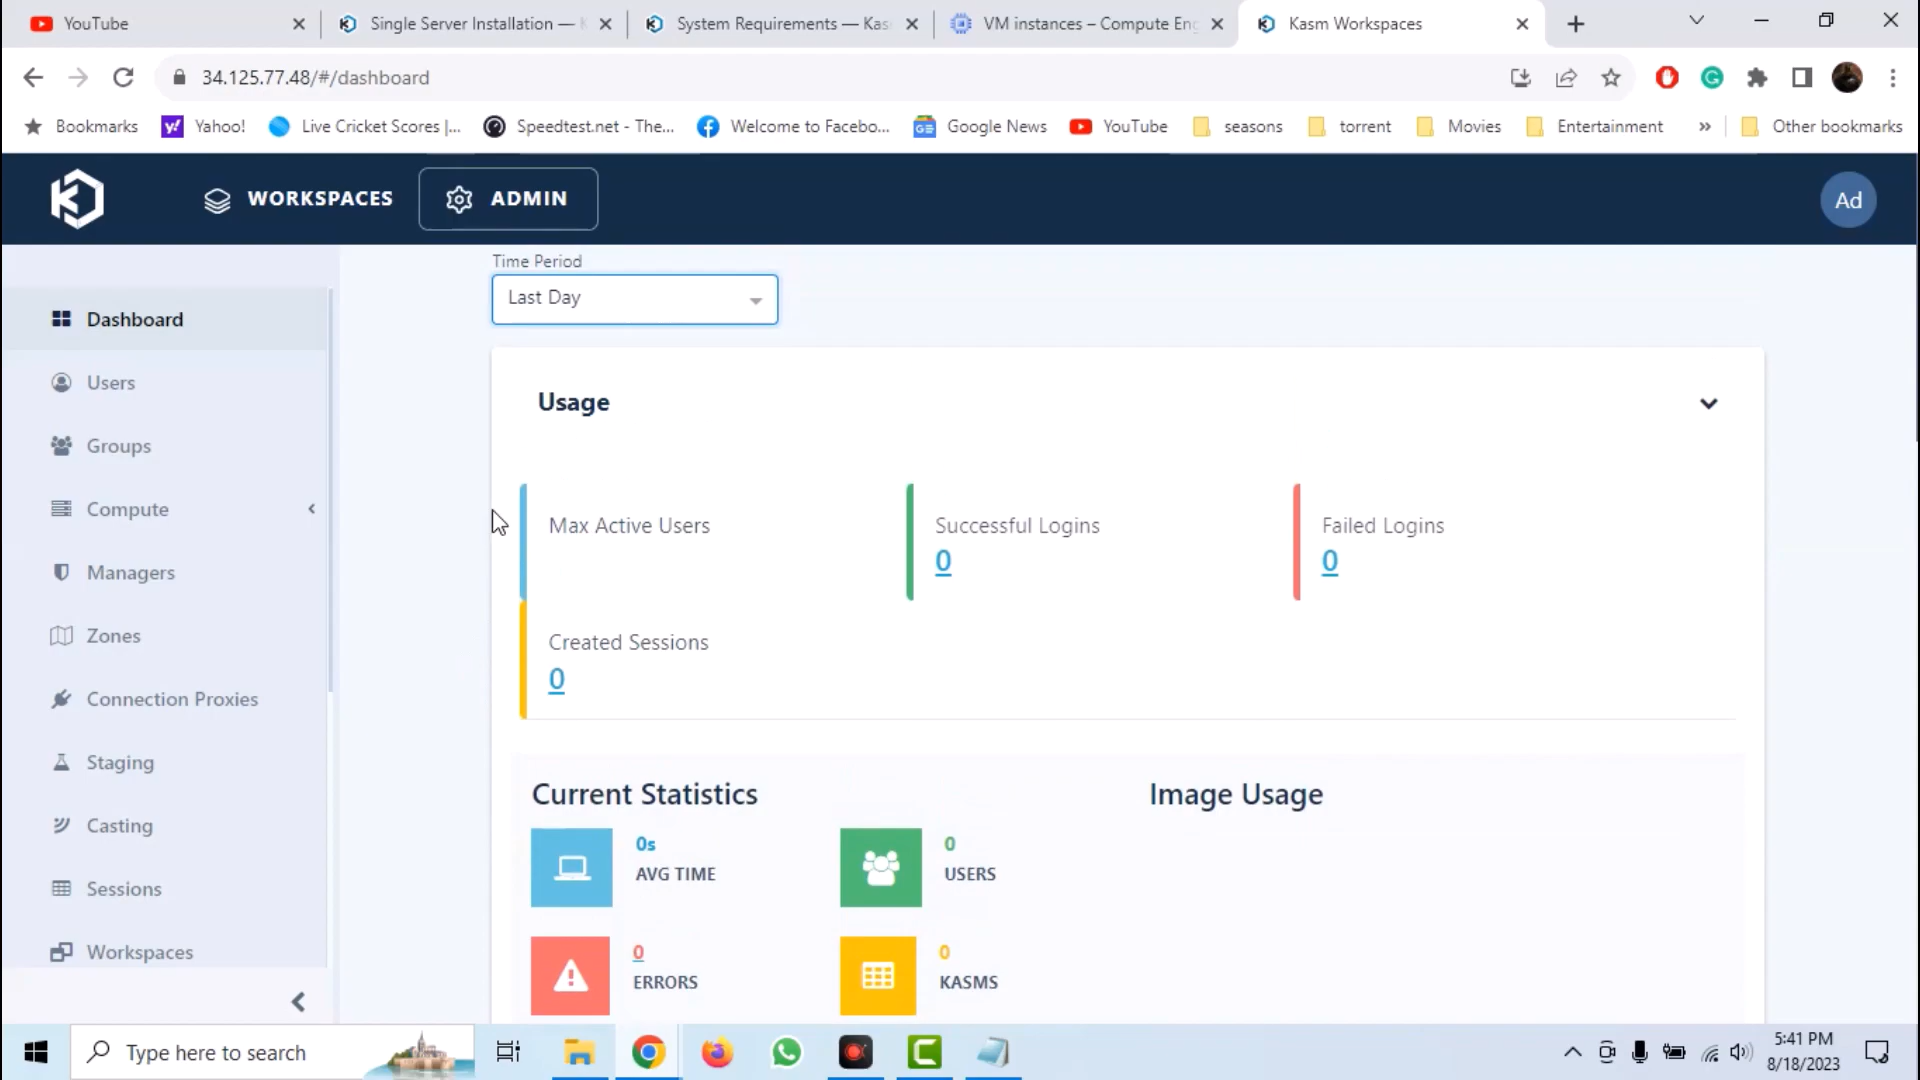 YouTube
Single Server Installation —
System Requirements — Kas
VM instances – Compute Eng
Kasm Workspaces
34.125.77.48/#/dashboard
Bookmarks
Yahoo!
Live Cricket Scores |...
Speedtest.net - The...
Welcome to Facebo...
Google News
YouTube
seasons
torrent
Movies
Entertainment
»
Other bookmarks
WORKSPACES
ADMIN
Ad
Time Period
Last Day
Dashboard
Users
Groups
Compute
Managers
Zones
Connection Proxies
Staging
Casting
Sessions
Workspaces
Usage
Max Active Users
Successful Logins
0
Failed Logins
0
Created Sessions
0
Current Statistics
Image Usage
0s
AVG TIME
0
USERS
0
ERRORS
0
KASMS
Type here to search
5:41 PM
8/18/2023